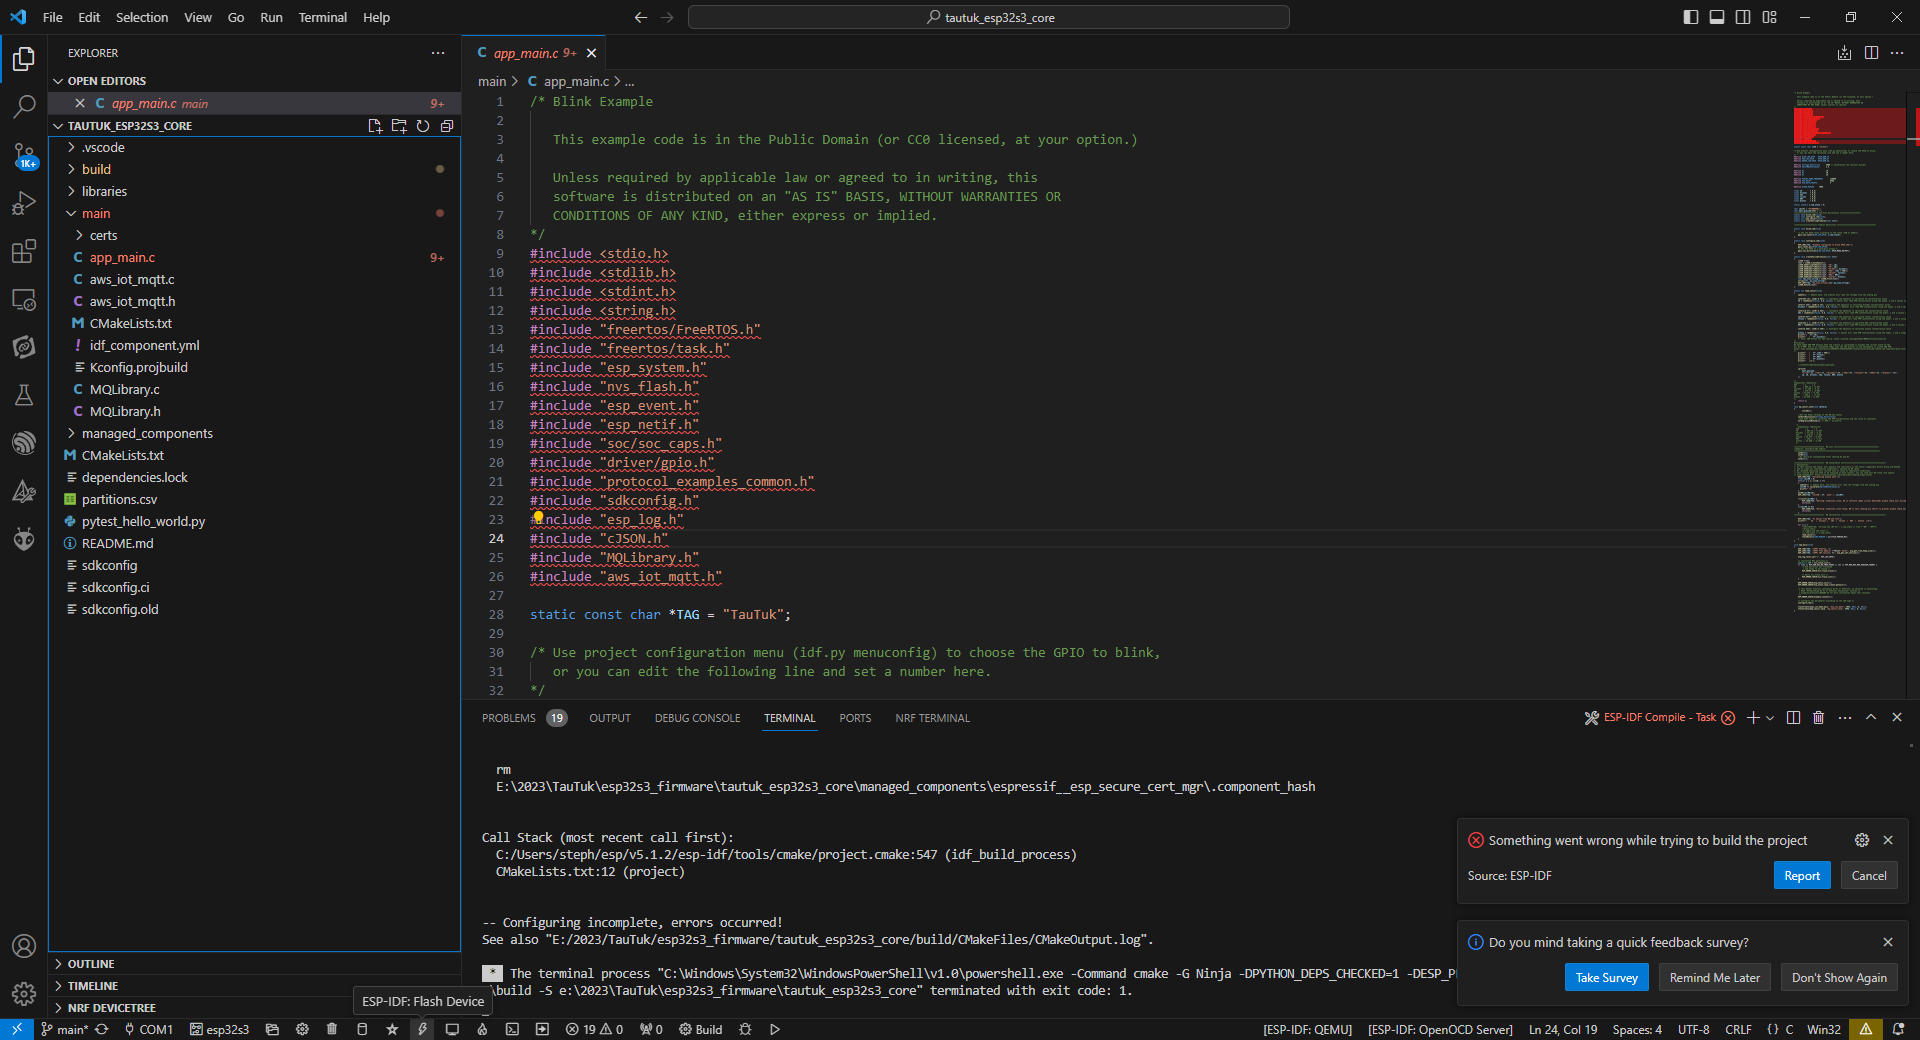 File Edit Selection View Go Run Terminal Help
tautuk_esp32s3_core
EXPLORER
OPEN EDITORS
app_main.c main 9+
TAUTUK_ESP32S3_CORE
.vscode
build
libraries
main
certs
app_main.c 9+
aws_iot_mqtt.c
aws_iot_mqtt.h
CMakeLists.txt
idf_component.yml
Kconfig.projbuild
MQLibrary.c
MQLibrary.h
managed_components
CMakeLists.txt
dependencies.lock
partitions.csv
pytest_hello_world.py
README.md
sdkconfig
sdkconfig.ci
sdkconfig.old
OUTLINE
TIMELINE
NRF DEVICETREE
1K+
app_main.c 9+
main > C app_main.c > ...
1 /* Blink Example
2
3 This example code is in the Public Domain (or CC0 licensed, at your option.)
4
5 Unless required by applicable law or agreed to in writing, this
6 software is distributed on an "AS IS" BASIS, WITHOUT WARRANTIES OR
7 CONDITIONS OF ANY KIND, either express or implied.
8 */
9 #include <stdio.h>
10 #include <stdlib.h>
11 #include <stdint.h>
12 #include <string.h>
13 #include "freertos/FreeRTOS.h"
14 #include "freertos/task.h"
15 #include "esp_system.h"
16 #include "nvs_flash.h"
17 #include "esp_event.h"
18 #include "esp_netif.h"
19 #include "soc/soc_caps.h"
20 #include "driver/gpio.h"
21 #include "protocol_examples_common.h"
22 #include "sdkconfig.h"
23 #include "esp_log.h"
24 #include "cJSON.h"
25 #include "MQLibrary.h"
26 #include "aws_iot_mqtt.h"
27
28 static const char *TAG = "TauTuk";
29
30 /* Use project configuration menu (idf.py menuconfig) to choose the GPIO to blink,
31 or you can edit the following line and set a number here.
32 */
PROBLEMS 19 OUTPUT DEBUG CONSOLE TERMINAL PORTS NRF TERMINAL
ESP-IDF Compile - Task
rm
E:\2023\TauTuk\esp32s3_firmware\tautuk_esp32s3_core\managed_components\espressif__esp_secure_cert_mgr\.component_hash
Call Stack (most recent call first):
C:/Users/steph/esp/v5.1.2/esp-idf/tools/cmake/project.cmake:547 (idf_build_process)
CMakeLists.txt:12 (project)
-- Configuring incomplete, errors occurred!
See also "E:/2023/TauTuk/esp32s3_firmware/tautuk_esp32s3_core/build/CMakeFiles/CMakeOutput.log".
* The terminal process "C:\Windows\System32\WindowsPowerShell\v1.0\powershell.exe -Command cmake -G Ninja -DPYTHON_DEPS_CHECKED=1 -DESP_P
\build -S e:\2023\TauTuk\esp32s3_firmware\tautuk_esp32s3_core" terminated with exit code: 1.
Something went wrong while trying to build the project
Source: ESP-IDF
Report Cancel
Do you mind taking a quick feedback survey?
Take Survey Remind Me Later Don't Show Again
ESP-IDF: Flash Device
main* COM1 esp32s3 19 0 0 Build
[ESP-IDF: QEMU] [ESP-IDF: OpenOCD Server] Ln 24, Col 19 Spaces: 4 UTF-8 CRLF {} C Win32